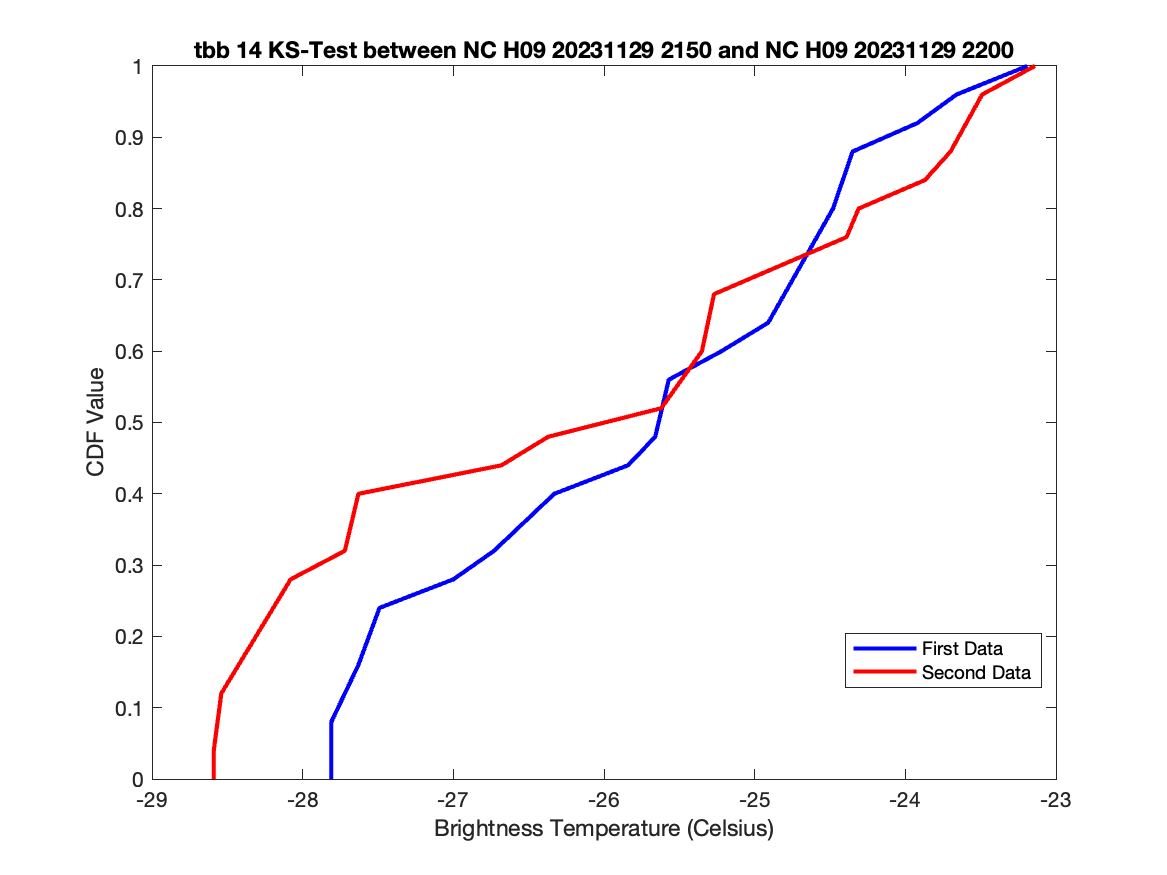 tbb 14 KS-Test between NC H09 20231129 2150 and NC H09 20231129 2200
1
0.9
0.8
0.7
0.6
0.5
0.4
0.3
0.2
0.1
0
CDF Value
First Data
Second Data
-29 -28 -27 -26 -25 -24 -23
Brightness Temperature (Celsius)